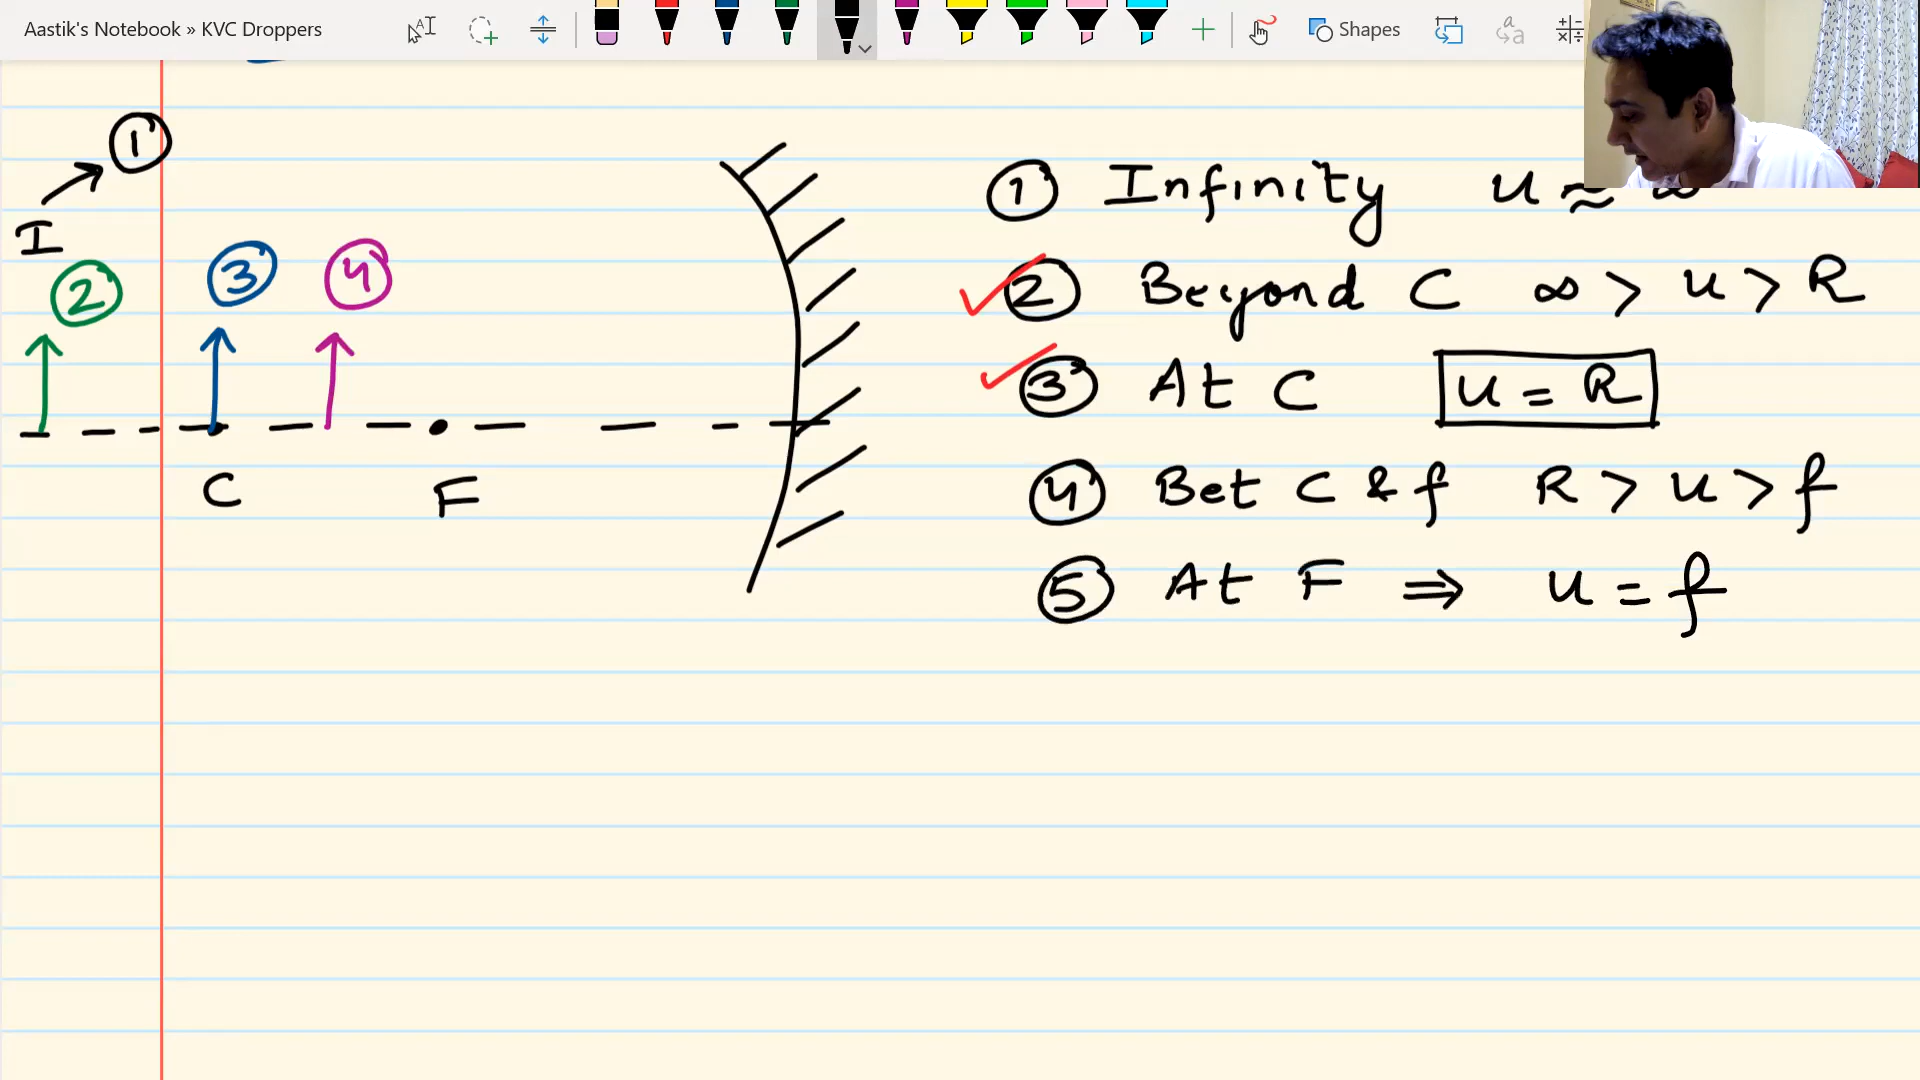 Aastik's Notebook » KVC Droppers
Shapes
① Infinity u ≈ ∞
② Beyond C ∞ > u > R
③ At C u = R
④ Bet C & f R > u > f
⑤ At F ⇒ u = f
①
I
② ③ ④
C F